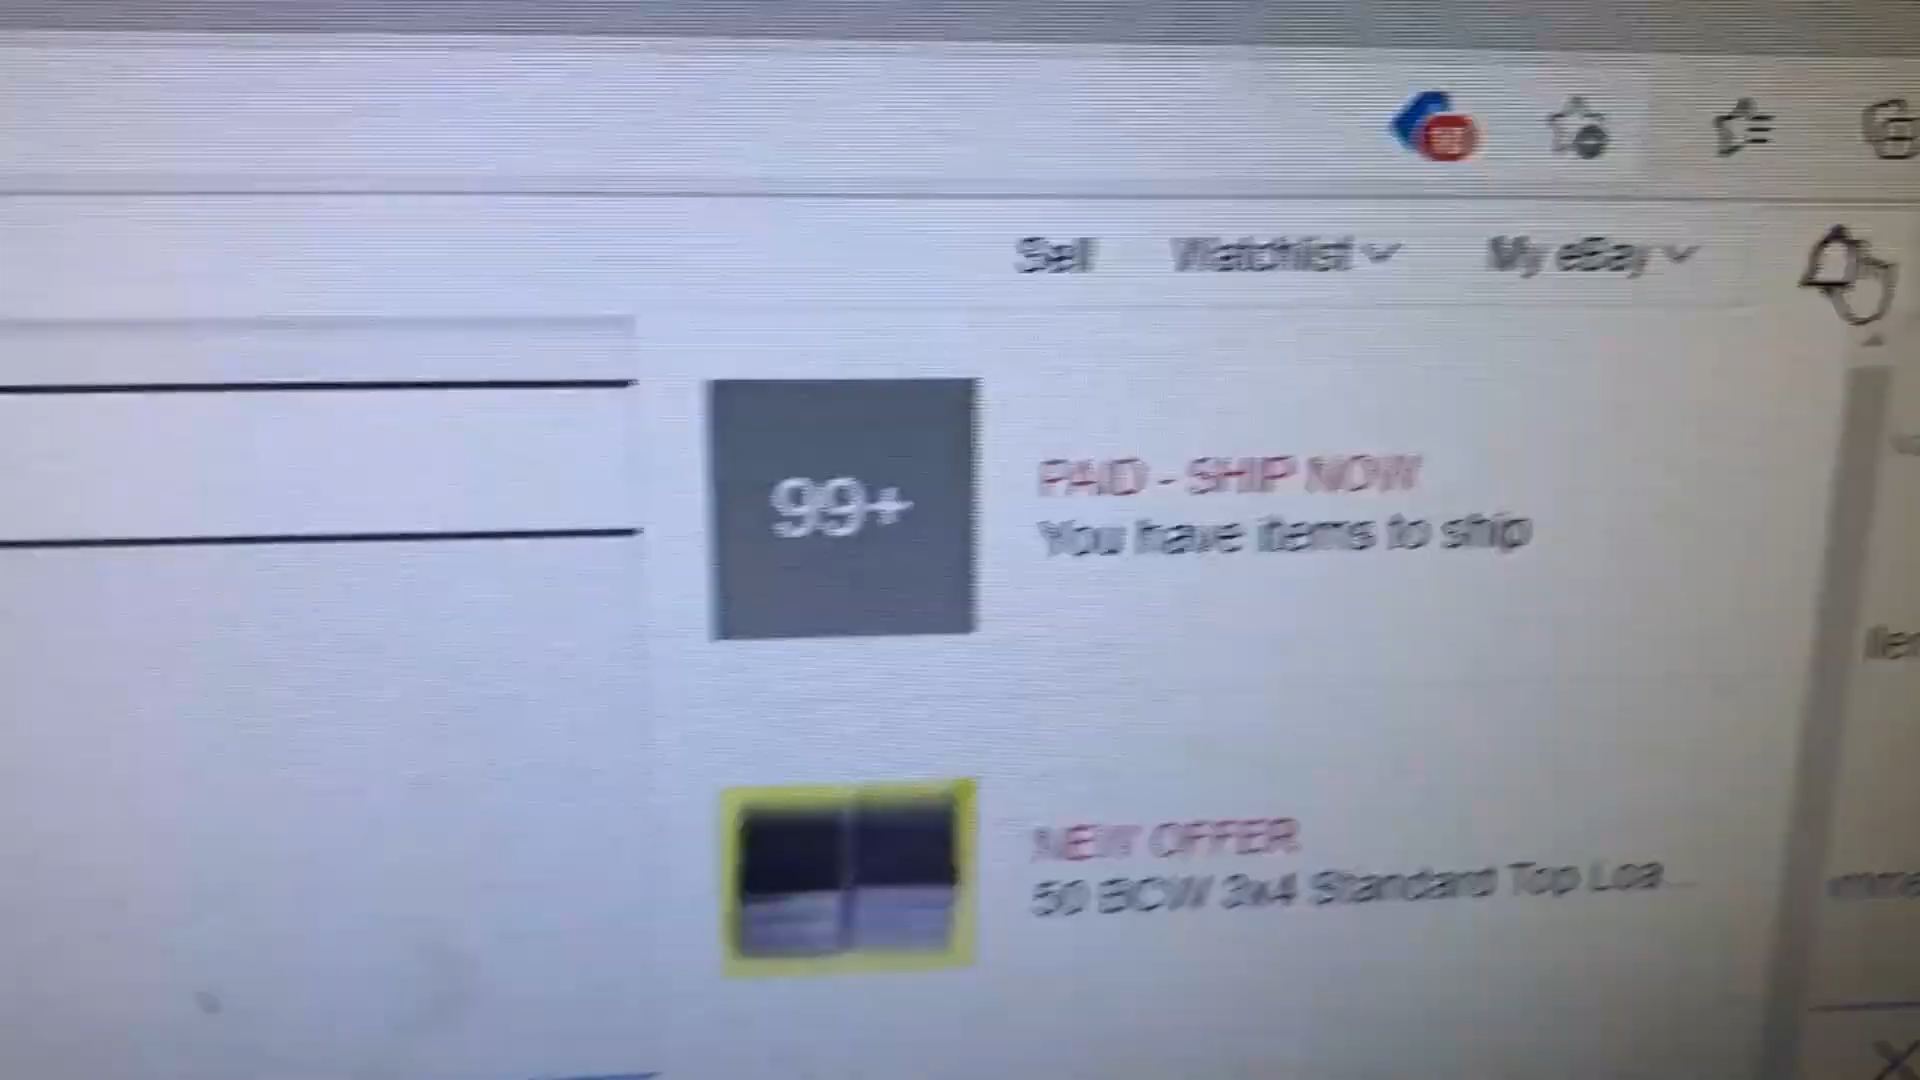 Sell Watchlist My eBay
99+
PAID - SHIP NOW
You have items to ship
NEW OFFER
50 BCW 3x4 Standard Top Loa...